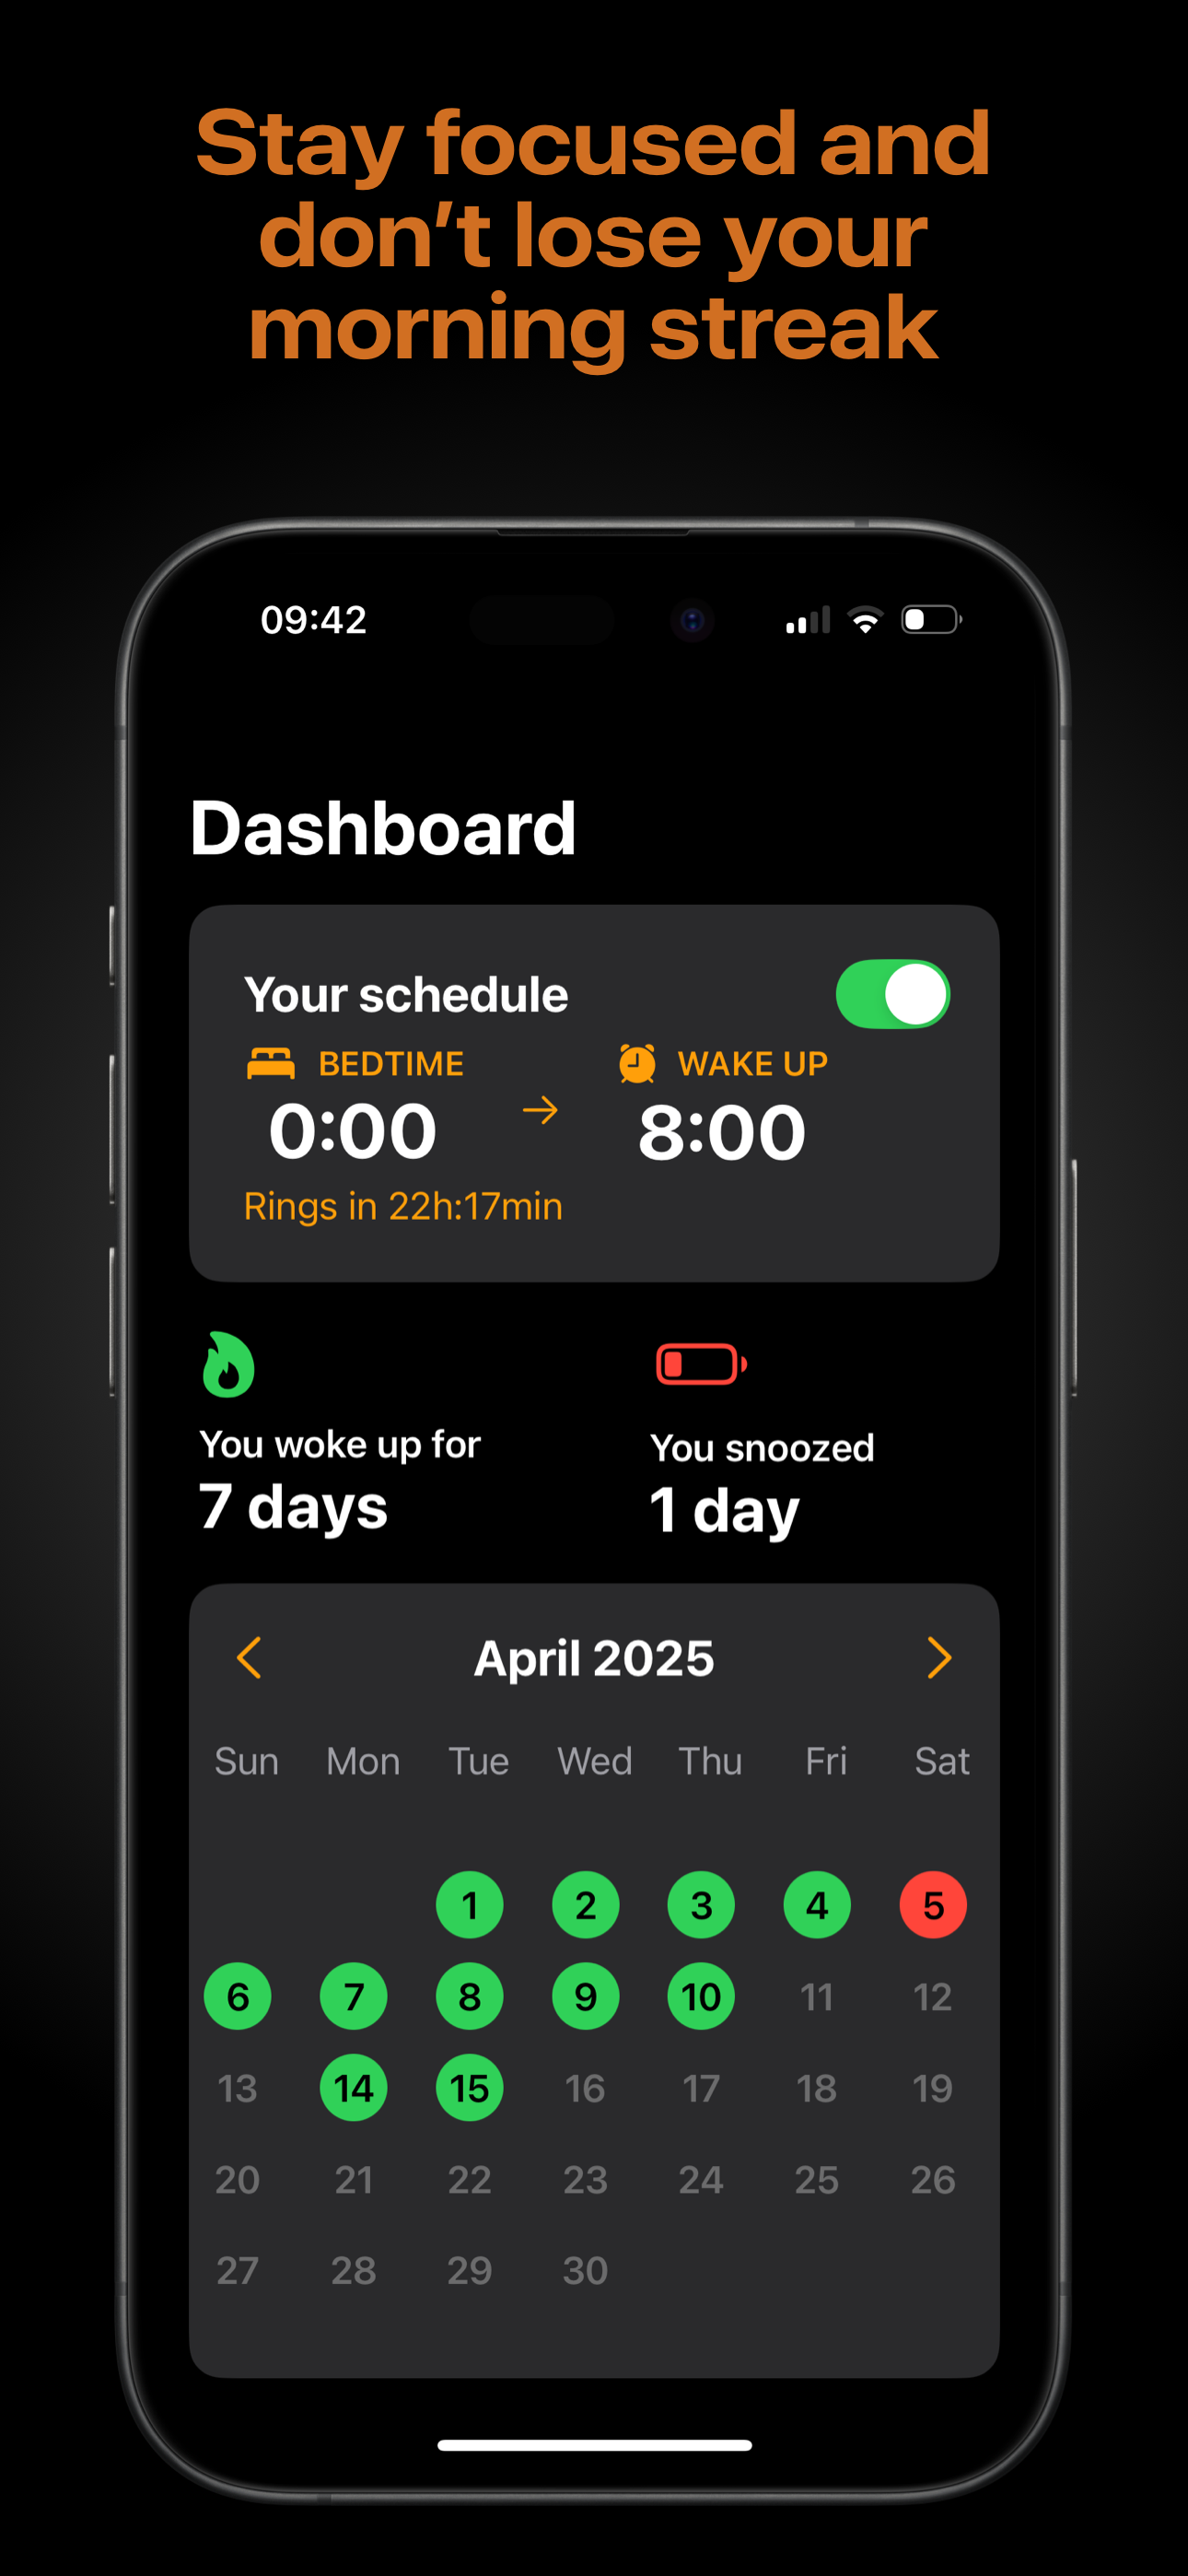 Stay focused and
don’t lose your
morning streak
09:42
Dashboard
Your schedule
BEDTIME WAKE UP
0:00 8:00
Rings in 22h:17min
You woke up for You snoozed
7 days 1 day
April 2025
Sun Mon Tue Wed Thu Fri Sat
1 2 3 4 5
6 7 8 9 10 11 12
13 14 15 16 17 18 19
20 21 22 23 24 25 26
27 28 29 30